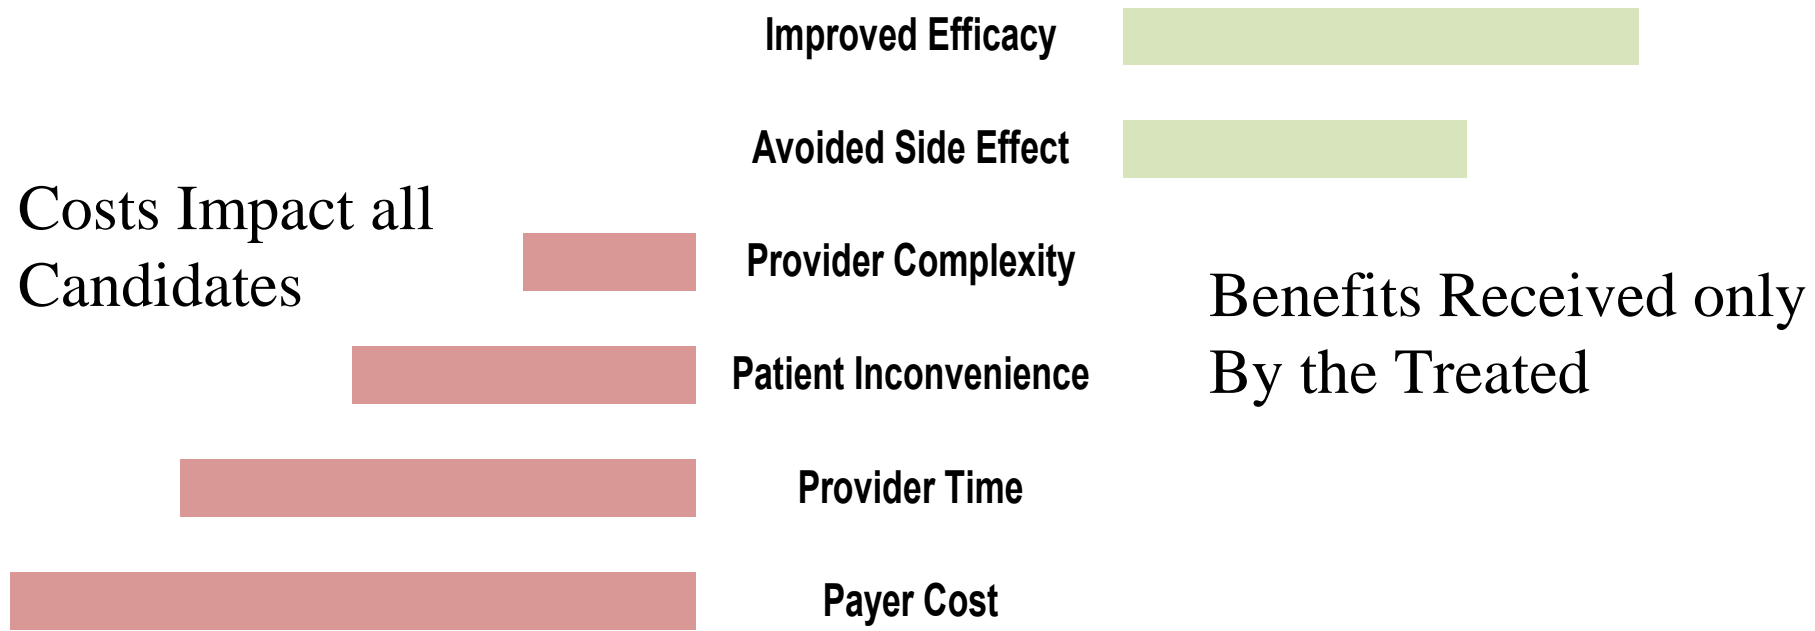 Improved Efficacy
Avoided Side Effect
Costs Impact all
Candidates
Provider Complexity
Benefits Received only
By the Treated
Patient Inconvenience
Provider Time
Payer Cost